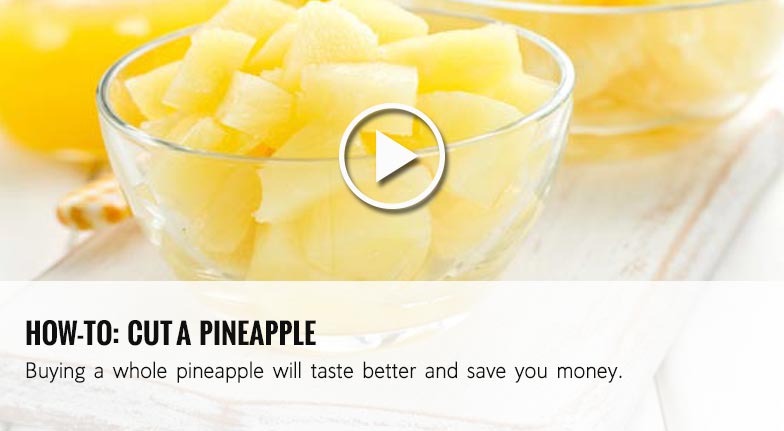 HOW-TO: CUT A PINEAPPLE
Buying a whole pineapple will taste better and save you money.